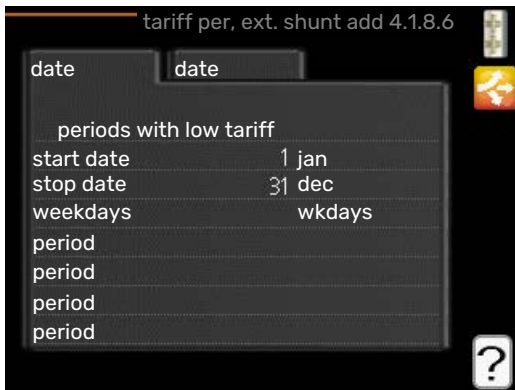 tariff per, ext. shunt add 4.1.8.6
date date
periods with low tariff
start date 1 jan
stop date 31 dec
weekdays wkdays
period
period
period
period
?